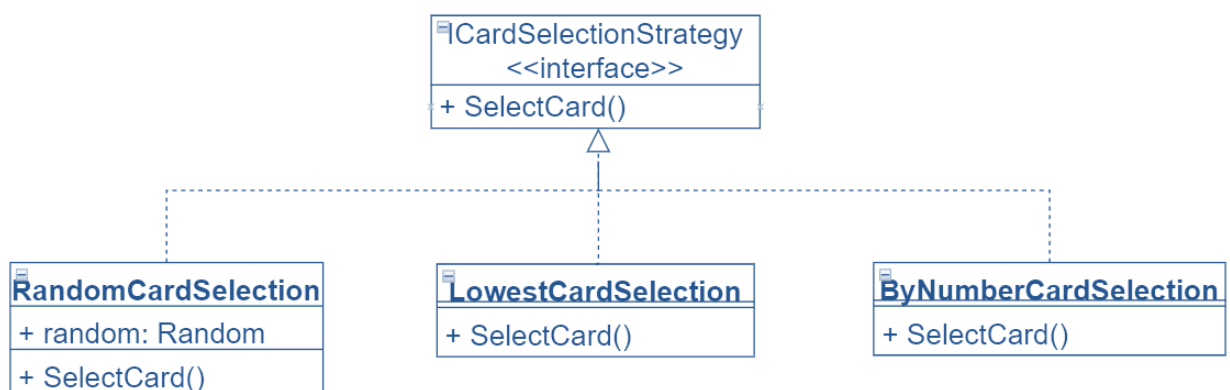 ICardSelectionStrategy
<<interface>>
+ SelectCard()
RandomCardSelection
+ random: Random
+ SelectCard()
LowestCardSelection
+ SelectCard()
ByNumberCardSelection
+ SelectCard()